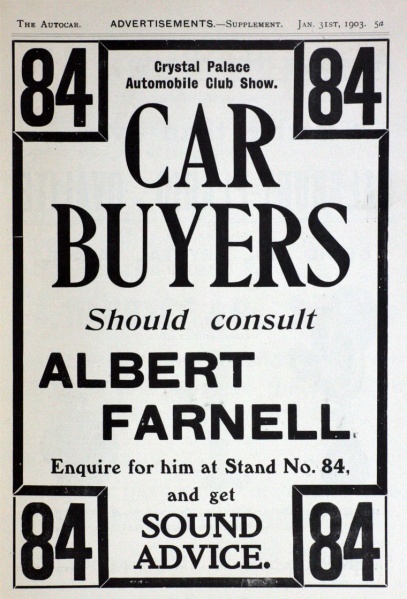 THE AUTOCAR. ADVERTISEMENTS.—SUPPLEMENT. JAN. 31ST, 1903. 5a
84 84
Crystal Palace
Automobile Club Show.
CAR
BUYERS
Should consult
ALBERT
FARNELL.
Enquire for him at Stand No. 84,
and get
SOUND
ADVICE.
84 84